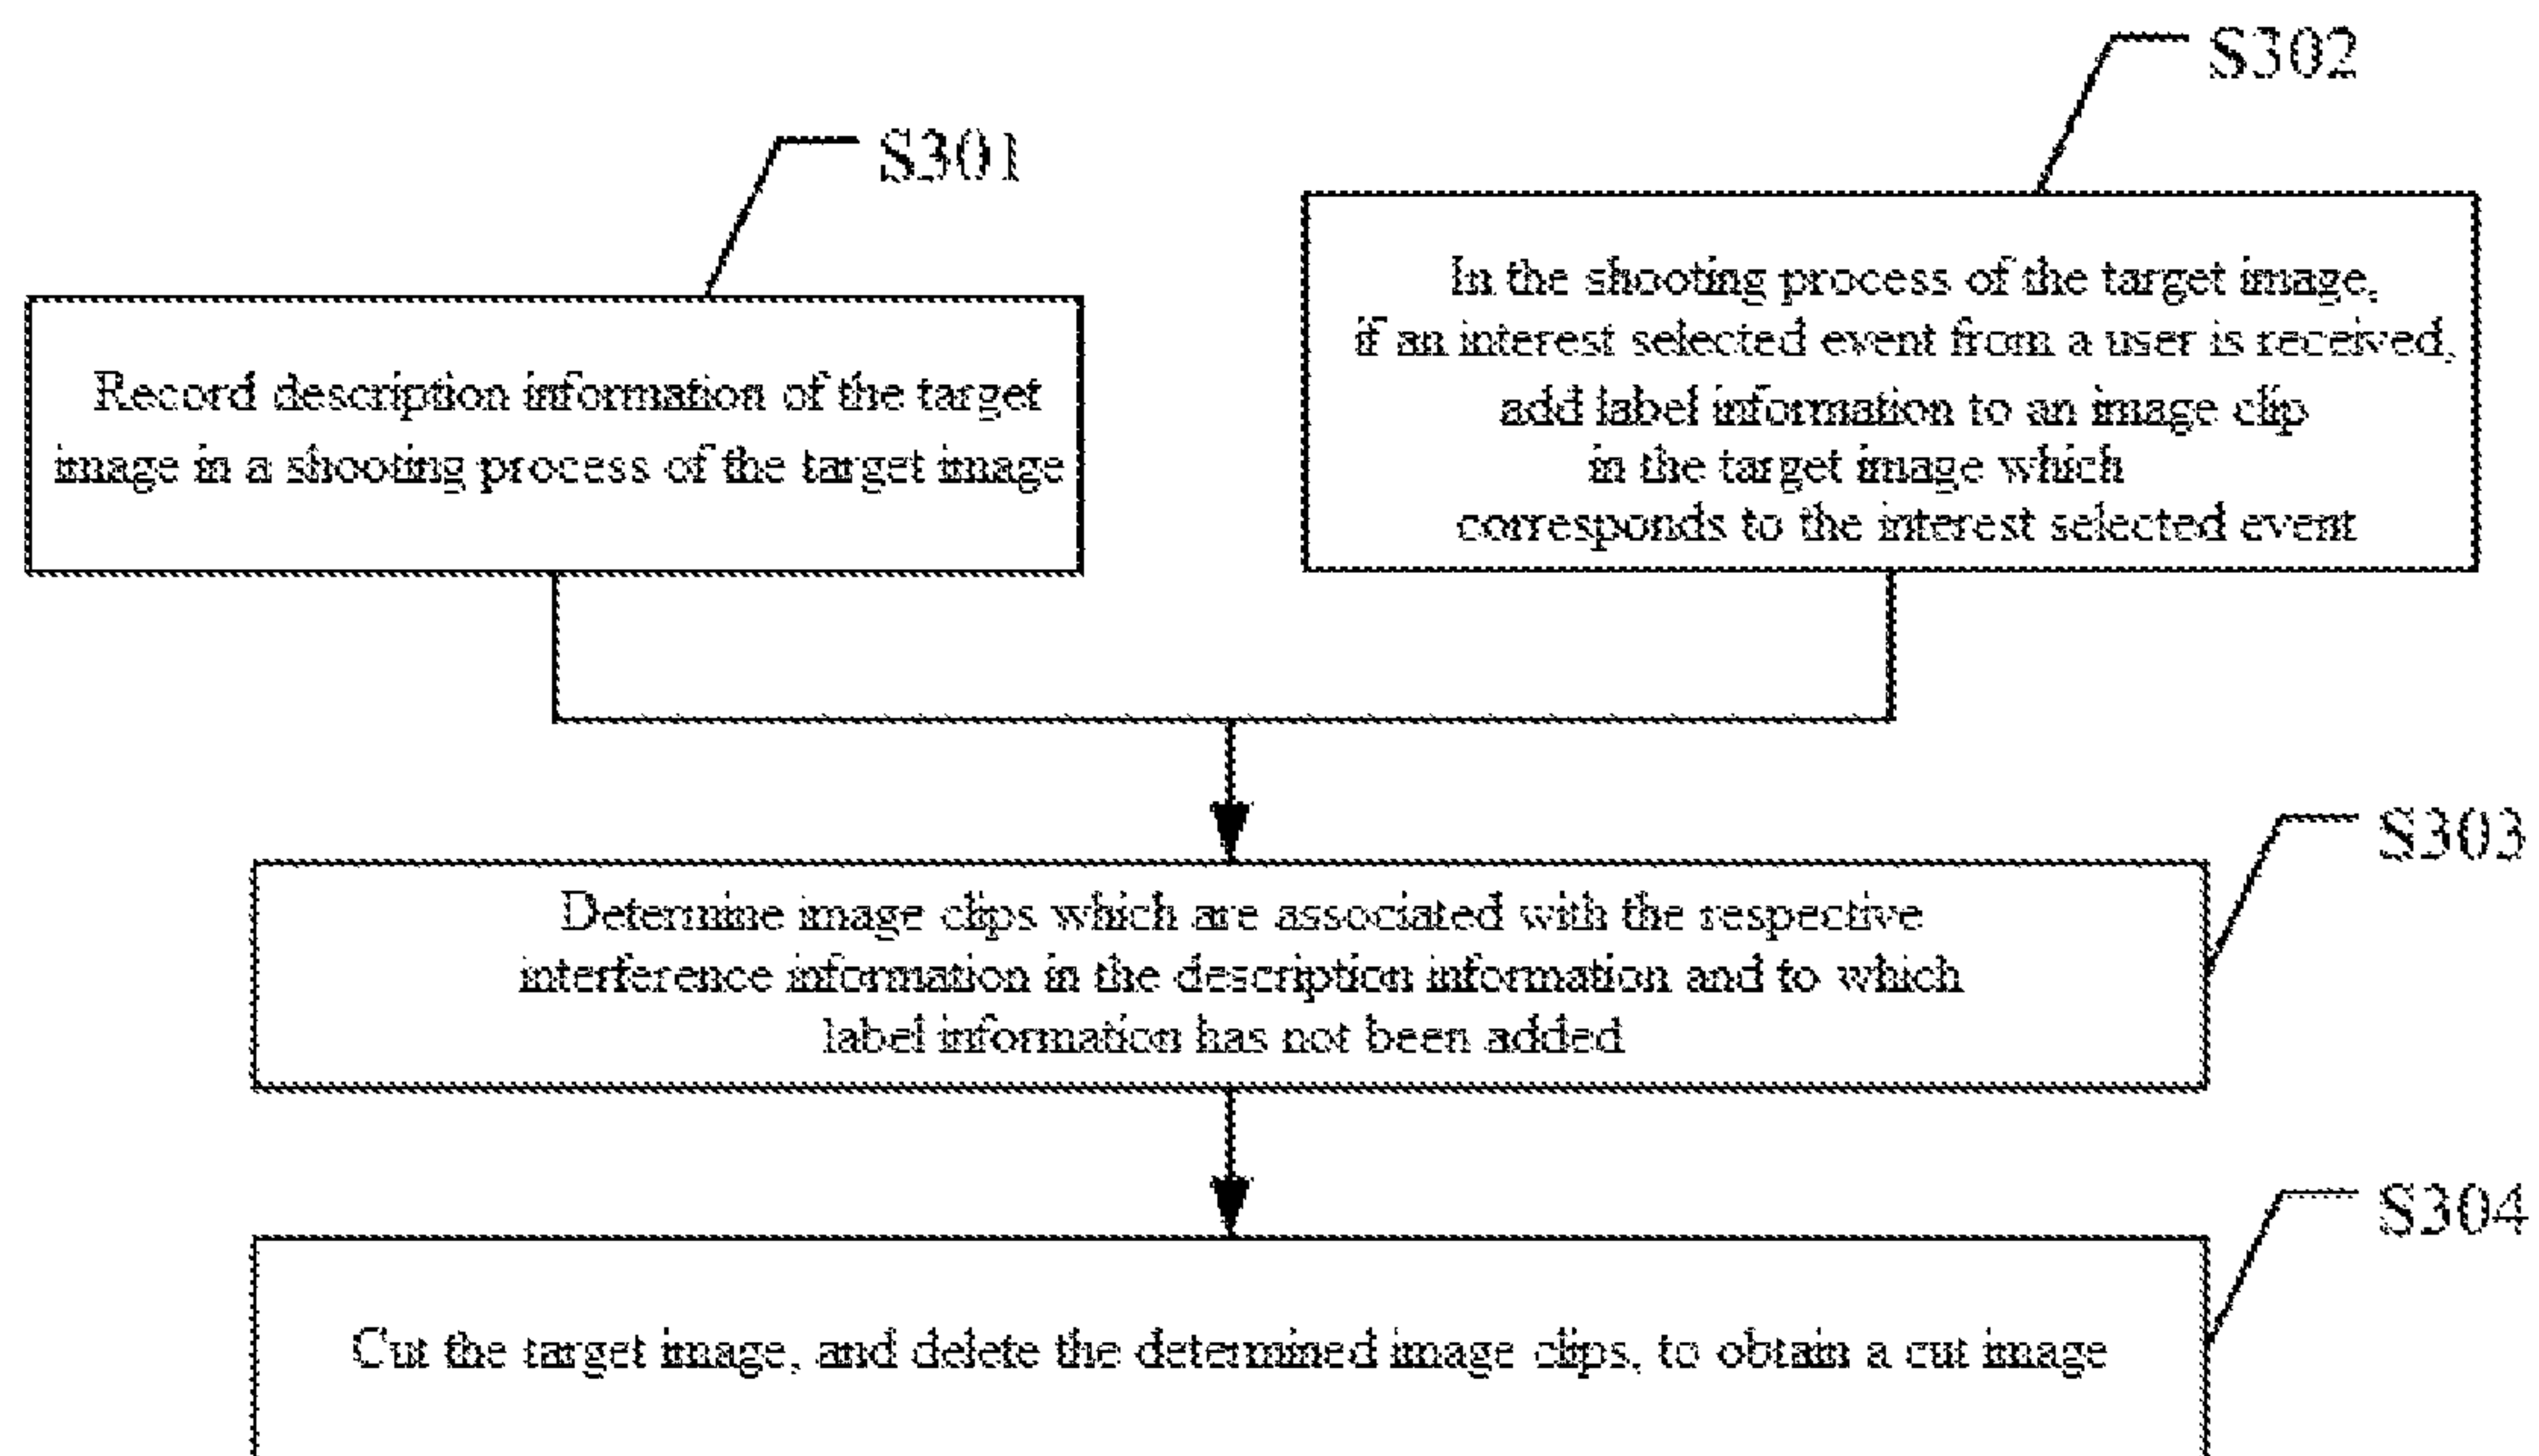 S301
Record description information of the target
image in a shooting process of the target image
S302
In the shooting process of the target image,
if an interest selected event from a user is received,
add label information to an image clip
in the target image which
corresponds to the interest selected event
S303
Determine image clips which are associated with the respective
interference information in the description information and to which
label information has not been added
S304
Cut the target image, and delete the determined image clips, to obtain a cut image